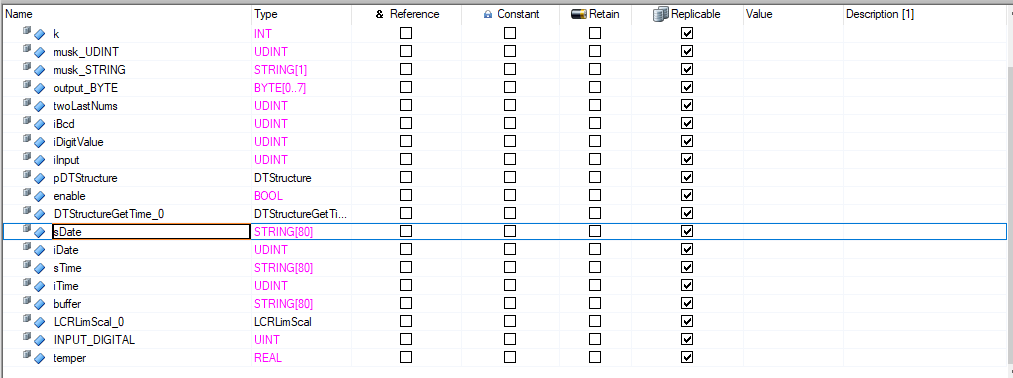 Name Type & Reference Constant Retain Replicable Value Description [1]
k INT
musk_UDINT UDINT
musk_STRING STRING[1]
output_BYTE BYTE[0..7]
twoLastNums UDINT
iBcd UDINT
iDigitValue UDINT
iInput UDINT
pDTStructure DTStructure
enable BOOL
DTStructureGetTime_0 DTStructureGetTi...
sDate STRING[80]
iDate UDINT
sTime STRING[80]
iTime UDINT
buffer STRING[80]
LCRLimScal_0 LCRLimScal
INPUT_DIGITAL UINT
temper REAL